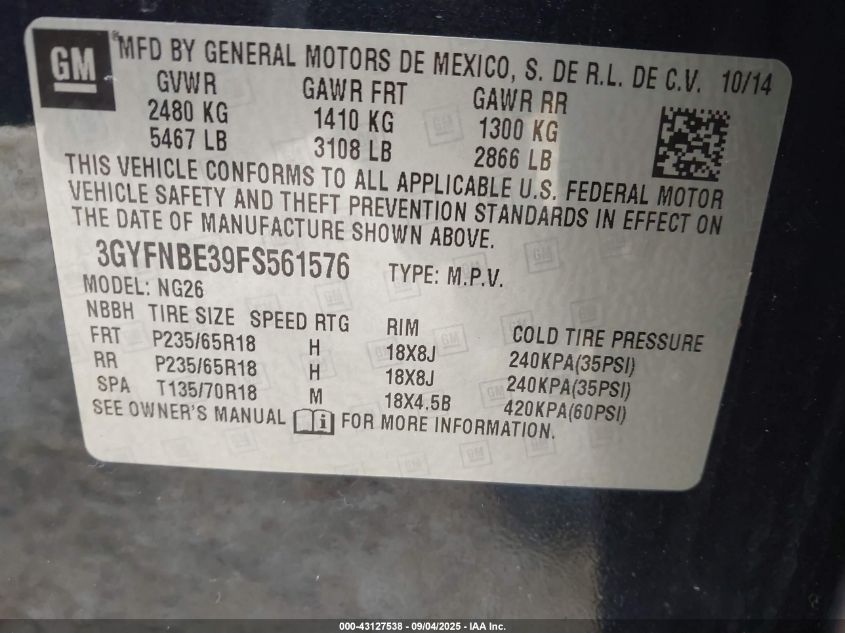 GM
® MFD BY GENERAL MOTORS DE MEXICO, S. DE R.L. DE C.V. 10/14
GVWR GAWR FRT GAWR RR
2480 KG 1410 KG 1300 KG
5467 LB 3108 LB 2866 LB
THIS VEHICLE CONFORMS TO ALL APPLICABLE U.S. FEDERAL MOTOR
VEHICLE SAFETY AND THEFT PREVENTION STANDARDS IN EFFECT ON
THE DATE OF MANUFACTURE SHOWN ABOVE.
3GYFNBE39FS561576 TYPE: M.P.V.
MODEL: NG26
NBBH TIRE SIZE SPEED RTG RIM COLD TIRE PRESSURE
FRT P235/65R18 H 18X8J 240KPA(35PSI)
RR P235/65R18 H 18X8J 240KPA(35PSI)
SPA T135/70R18 M 18X4.5B 420KPA(60PSI)
SEE OWNER'S MANUAL i FOR MORE INFORMATION.
000-43127538 - 09/04/2025 - IAA Inc.